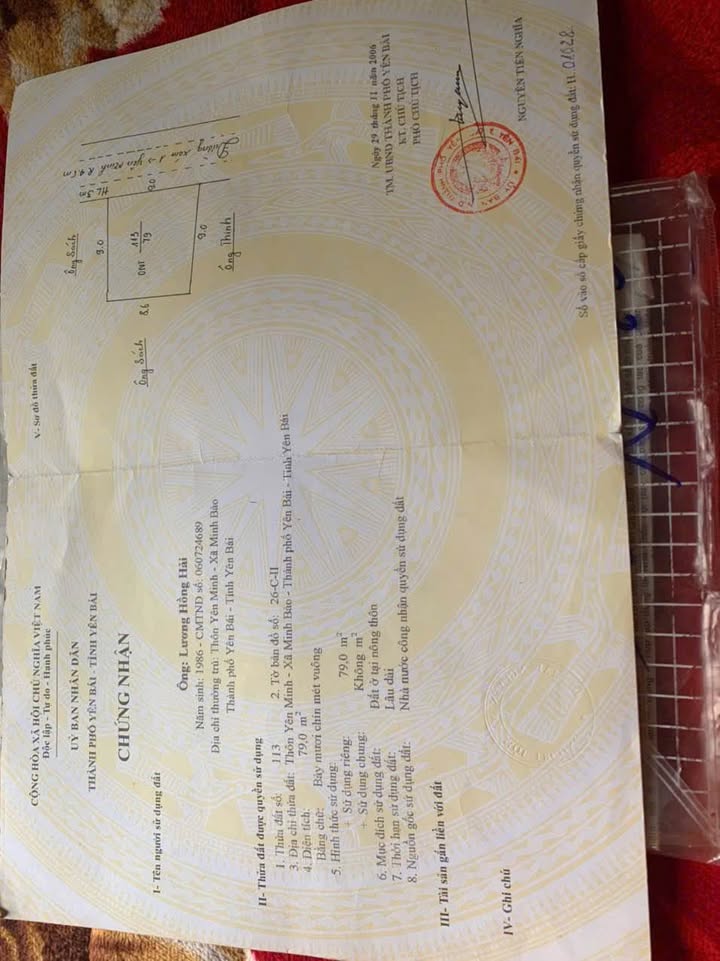 CỘNG HÒA XÃ HỘI CHỦ NGHĨA VIỆT NAM
Độc lập - Tự do - Hạnh phúc
UỶ BAN NHÂN DÂN
THÀNH PHỐ YÊN BÁI - TỈNH YÊN BÁI
CHỨNG NHẬN
I- Tên người sử dụng đất
Ông: Lương Hồng Hải
Năm sinh: 1986 - CMTND số: 060724689
Địa chỉ thường trú: Thôn Yên Minh - Xã Minh Bảo
Thành phố Yên Bái - Tỉnh Yên Bái
II- Thửa đất được quyền sử dụng
1. Thửa đất số: 113 2. Tờ bản đồ số: 26-C-II
3. Địa chỉ thửa đất: Thôn Yên Minh - Xã Minh Bảo - Thành phố Yên Bái - Tỉnh Yên Bái
4. Diện tích: 79,0 m²
Bằng chữ: Bảy mươi chín mét vuông
5. Hình thức sử dụng:
+ Sử dụng riêng: 79,0 m²
+ Sử dụng chung: Không m²
6. Mục đích sử dụng đất: Đất ở tại nông thôn
7. Thời hạn sử dụng đất: Lâu dài
8. Nguồn gốc sử dụng đất: Nhà nước công nhận quyền sử dụng đất
III- Tài sản gắn liền với đất
IV- Ghi chú
V- Sơ đồ thửa đất
Ông Sách
9.0
Ông Sách
8.6
ONT 113
79
9.0
Ông Thinh
Ngày 29 tháng 11 năm 2006
TM. UBND THÀNH PHỐ YÊN BÁI
KT. CHỦ TỊCH
PHÓ CHỦ TỊCH
NGUYỄN TIẾN NGHĨA
Số vào sổ cấp giấy chứng nhận quyền sử dụng đất: H. 01028